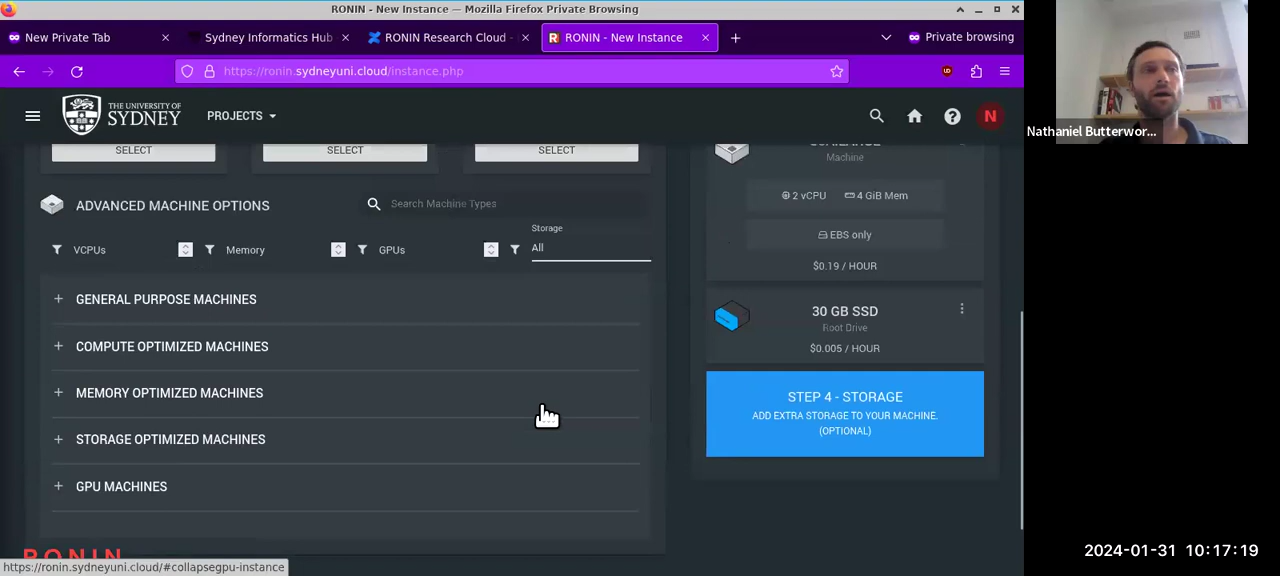 RONIN - New Instance — Mozilla Firefox Private Browsing
New Private Tab
Sydney Informatics Hub
RONIN Research Cloud -
RONIN - New Instance
Private browsing
https://ronin.sydneyuni.cloud/instance.php
THE UNIVERSITY OF
SYDNEY
PROJECTS
N
SELECT
SELECT
SELECT
Machine
ADVANCED MACHINE OPTIONS
Search Machine Types
2 vCPU
4 GiB Mem
VCPUs
Memory
GPUs
Storage
All
EBS only
$0.19 / HOUR
GENERAL PURPOSE MACHINES
COMPUTE OPTIMIZED MACHINES
MEMORY OPTIMIZED MACHINES
STORAGE OPTIMIZED MACHINES
GPU MACHINES
30 GB SSD
Root Drive
$0.005 / HOUR
STEP 4 - STORAGE
ADD EXTRA STORAGE TO YOUR MACHINE.
(OPTIONAL)
RONIN
https://ronin.sydneyuni.cloud/#collapsegpu-instance
Nathaniel Butterwor...
2024-01-31 10:17:19